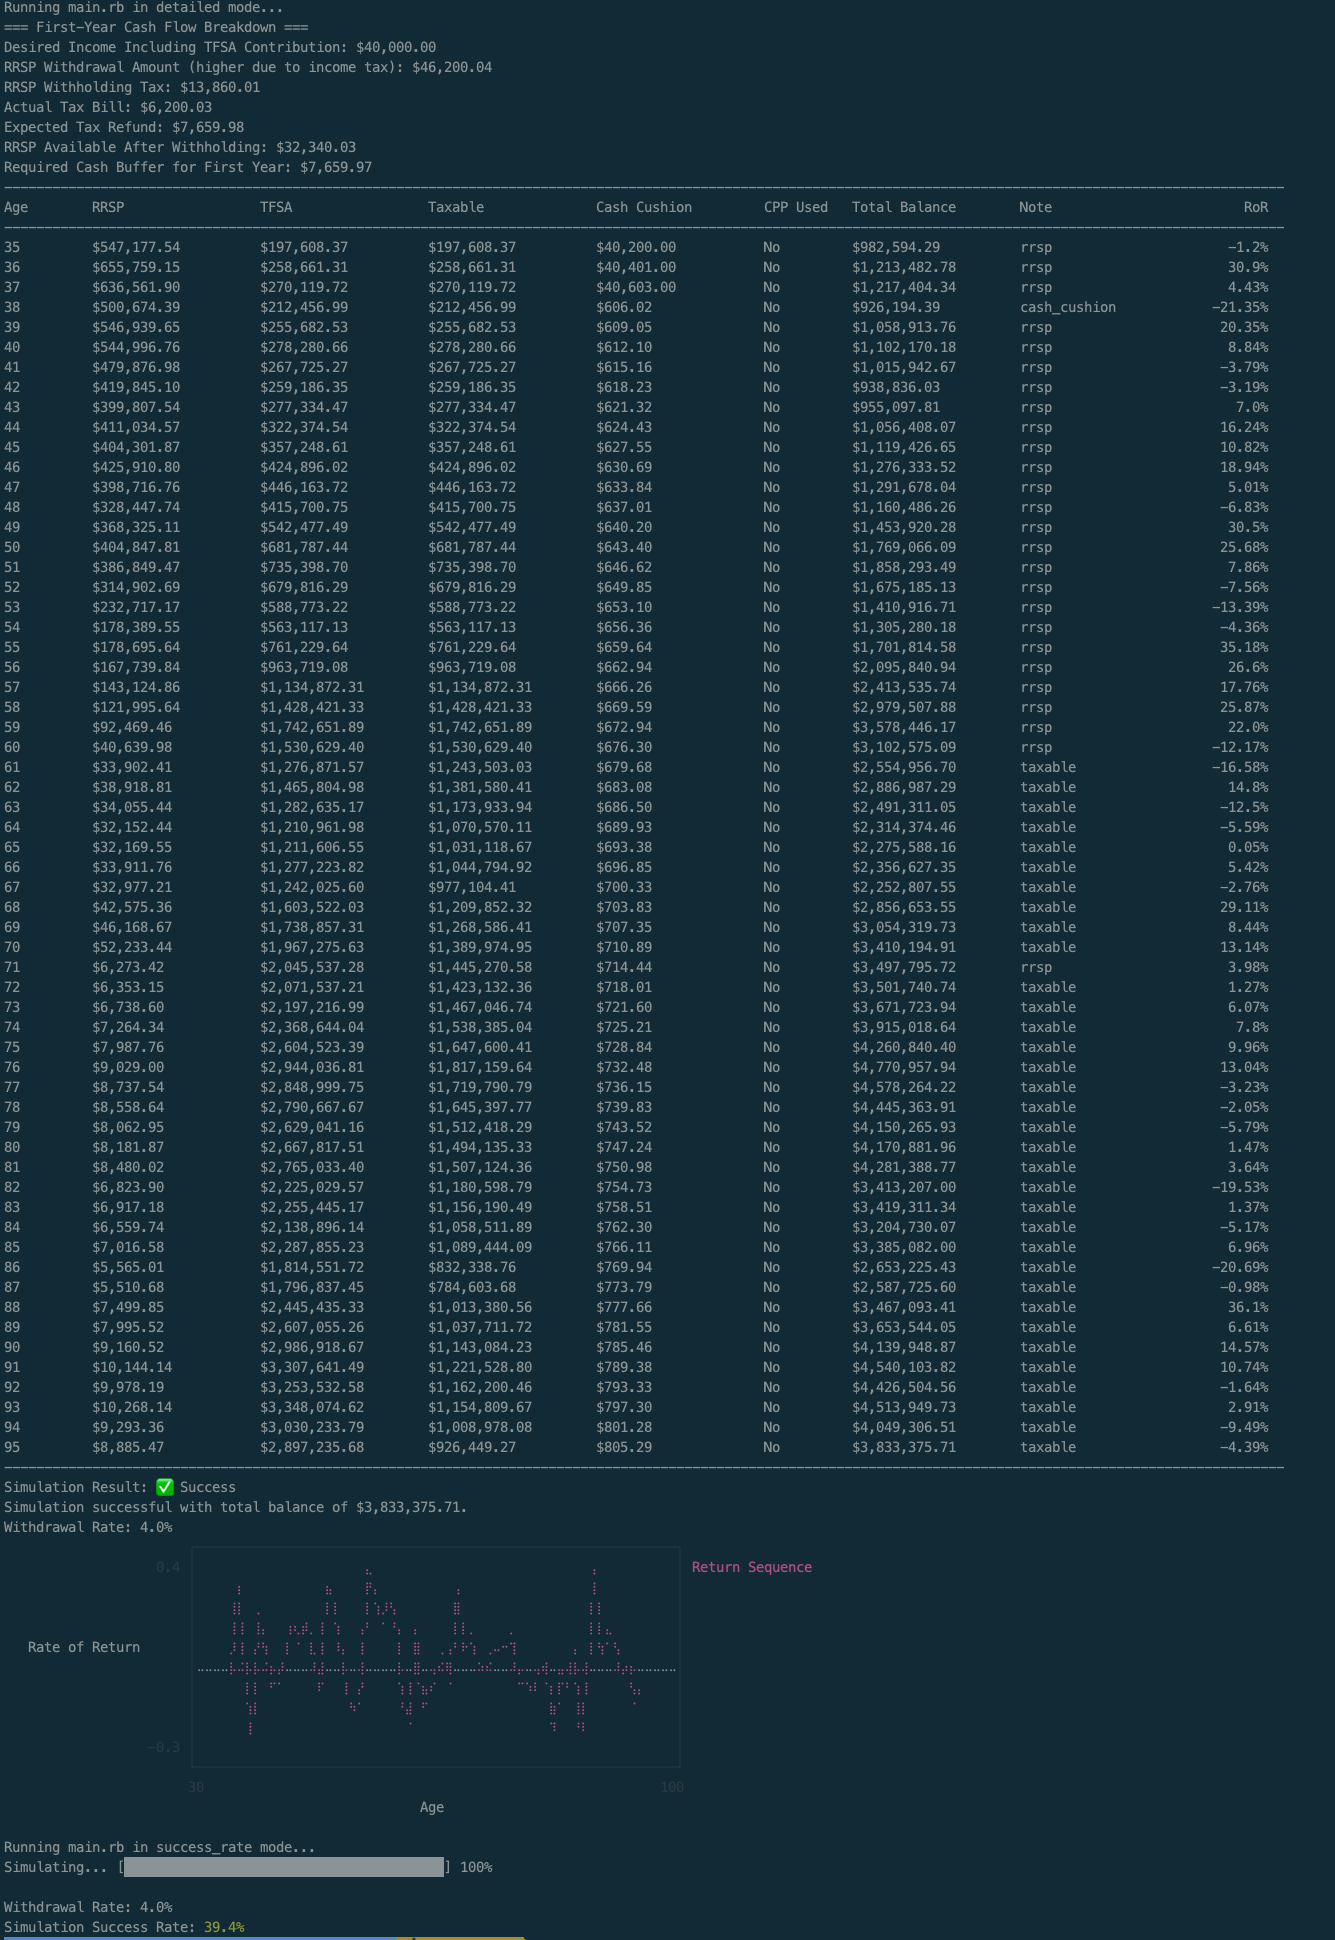 Running main.rb in detailed mode...
=== First-Year Cash Flow Breakdown ===
Desired Income Including TFSA Contribution: $40,000.00
RRSP Withdrawal Amount (higher due to income tax): $46,200.04
RRSP Withholding Tax: $13,860.01
Actual Tax Bill: $6,200.03
Expected Tax Refund: $7,659.98
RRSP Available After Withholding: $32,340.03
Required Cash Buffer for First Year: $7,659.97
Age RRSP TFSA Taxable Cash Cushion CPP Used Total Balance Note RoR
35 $547,177.54 $197,608.37 $197,608.37 $40,200.00 No $982,594.29 rrsp -1.2%
36 $655,759.15 $258,661.31 $258,661.31 $40,401.00 No $1,213,482.78 rrsp 30.9%
37 $636,561.90 $270,119.72 $270,119.72 $40,603.00 No $1,217,404.34 rrsp 4.43%
38 $500,674.39 $212,456.99 $212,456.99 $606.02 No $926,194.39 cash_cushion -21.35%
39 $546,939.65 $255,682.53 $255,682.53 $609.05 No $1,058,913.76 rrsp 20.35%
40 $544,996.76 $278,280.66 $278,280.66 $612.10 No $1,102,170.18 rrsp 8.84%
41 $479,876.98 $267,725.27 $267,725.27 $615.16 No $1,015,942.67 rrsp -3.79%
42 $419,845.10 $259,186.35 $259,186.35 $618.23 No $938,836.03 rrsp -3.19%
43 $399,807.54 $277,334.47 $277,334.47 $621.32 No $955,097.81 rrsp 7.0%
44 $411,034.57 $322,374.54 $322,374.54 $624.43 No $1,056,408.07 rrsp 16.24%
45 $404,301.87 $357,248.61 $357,248.61 $627.55 No $1,119,426.65 rrsp 10.82%
46 $425,910.80 $424,896.02 $424,896.02 $630.69 No $1,276,333.52 rrsp 18.94%
47 $398,716.76 $446,163.72 $446,163.72 $633.84 No $1,291,678.04 rrsp 5.01%
48 $328,447.74 $415,700.75 $415,700.75 $637.01 No $1,160,486.26 rrsp -6.83%
49 $368,325.11 $542,477.49 $542,477.49 $640.20 No $1,453,920.28 rrsp 30.5%
50 $404,847.81 $681,787.44 $681,787.44 $643.40 No $1,769,066.09 rrsp 25.68%
51 $386,849.47 $735,398.70 $735,398.70 $646.62 No $1,858,293.49 rrsp 7.86%
52 $314,902.69 $679,816.29 $679,816.29 $649.85 No $1,675,185.13 rrsp -7.56%
53 $232,717.17 $588,773.22 $588,773.22 $653.10 No $1,410,916.71 rrsp -13.39%
54 $178,389.55 $563,117.13 $563,117.13 $656.36 No $1,305,280.18 rrsp -4.36%
55 $178,695.64 $761,229.64 $761,229.64 $659.64 No $1,701,814.58 rrsp 35.18%
56 $167,739.84 $963,719.08 $963,719.08 $662.94 No $2,095,840.94 rrsp 26.6%
57 $143,124.86 $1,134,872.31 $1,134,872.31 $666.26 No $2,413,535.74 rrsp 17.76%
58 $121,995.64 $1,428,421.33 $1,428,421.33 $669.59 No $2,979,507.88 rrsp 25.87%
59 $92,469.46 $1,742,651.89 $1,742,651.89 $672.94 No $3,578,446.17 rrsp 22.0%
60 $40,639.98 $1,530,629.40 $1,530,629.40 $676.30 No $3,102,575.09 rrsp -12.17%
61 $33,902.41 $1,276,871.57 $1,243,503.03 $679.68 No $2,554,956.70 taxable -16.58%
62 $38,918.81 $1,465,804.98 $1,381,580.41 $683.08 No $2,886,987.29 taxable 14.8%
63 $34,055.44 $1,282,635.17 $1,173,933.94 $686.50 No $2,491,311.05 taxable -12.5%
64 $32,152.44 $1,210,961.98 $1,070,570.11 $689.93 No $2,314,374.46 taxable -5.59%
65 $32,169.55 $1,211,606.55 $1,031,118.67 $693.38 No $2,275,588.16 taxable 0.05%
66 $33,911.76 $1,277,223.82 $1,044,794.92 $696.85 No $2,356,627.35 taxable 5.42%
67 $32,977.21 $1,242,025.60 $977,104.41 $700.33 No $2,252,807.55 taxable -2.76%
68 $42,575.36 $1,603,522.03 $1,209,852.32 $703.83 No $2,856,653.55 taxable 29.11%
69 $46,168.67 $1,738,857.31 $1,268,586.41 $707.35 No $3,054,319.73 taxable 8.44%
70 $52,233.44 $1,967,275.63 $1,389,974.95 $710.89 No $3,410,194.91 taxable 13.14%
71 $6,273.42 $2,045,537.28 $1,445,270.58 $714.44 No $3,497,795.72 rrsp 3.98%
72 $6,353.15 $2,071,537.21 $1,423,132.36 $718.01 No $3,501,740.74 taxable 1.27%
73 $6,738.60 $2,197,216.99 $1,467,046.74 $721.60 No $3,671,723.94 taxable 6.07%
74 $7,264.34 $2,368,644.04 $1,538,385.04 $725.21 No $3,915,018.64 taxable 7.8%
75 $7,987.76 $2,604,523.39 $1,647,600.41 $728.84 No $4,260,840.40 taxable 9.96%
76 $9,029.00 $2,944,036.81 $1,817,159.64 $732.48 No $4,770,957.94 taxable 13.04%
77 $8,737.54 $2,848,999.75 $1,719,790.79 $736.15 No $4,578,264.22 taxable -3.23%
78 $8,558.64 $2,790,667.67 $1,645,397.77 $739.83 No $4,445,363.91 taxable -2.05%
79 $8,062.95 $2,629,041.16 $1,512,418.29 $743.52 No $4,150,265.93 taxable -5.79%
80 $8,181.87 $2,667,817.51 $1,494,135.33 $747.24 No $4,170,881.96 taxable 1.47%
81 $8,480.02 $2,765,033.40 $1,507,124.36 $750.98 No $4,281,388.77 taxable 3.64%
82 $6,823.90 $2,225,029.57 $1,180,598.79 $754.73 No $3,413,207.00 taxable -19.53%
83 $6,917.18 $2,255,445.17 $1,156,190.49 $758.51 No $3,419,311.34 taxable 1.37%
84 $6,559.74 $2,138,896.14 $1,058,511.89 $762.30 No $3,204,730.07 taxable -5.17%
85 $7,016.58 $2,287,855.23 $1,089,444.09 $766.11 No $3,385,082.00 taxable 6.96%
86 $5,565.01 $1,814,551.72 $832,338.76 $769.94 No $2,653,225.43 taxable -20.69%
87 $5,510.68 $1,796,837.45 $784,603.68 $773.79 No $2,587,725.60 taxable -0.98%
88 $7,499.85 $2,445,435.33 $1,013,380.56 $777.66 No $3,467,093.41 taxable 36.1%
89 $7,995.52 $2,607,055.26 $1,037,711.72 $781.55 No $3,653,544.05 taxable 6.61%
90 $9,160.52 $2,986,918.67 $1,143,084.23 $785.46 No $4,139,948.87 taxable 14.57%
91 $10,144.14 $3,307,641.49 $1,221,528.80 $789.38 No $4,540,103.82 taxable 10.74%
92 $9,978.19 $3,253,532.58 $1,162,200.46 $793.33 No $4,426,504.56 taxable -1.64%
93 $10,268.14 $3,348,074.62 $1,154,809.67 $797.30 No $4,513,949.73 taxable 2.91%
94 $9,293.36 $3,030,233.79 $1,008,978.08 $801.28 No $4,049,306.51 taxable -9.49%
95 $8,885.47 $2,897,235.68 $926,449.27 $805.29 No $3,833,375.71 taxable -4.39%
Simulation Result: ✅ Success
Simulation successful with total balance of $3,833,375.71.
Withdrawal Rate: 4.0%
0.4 Return Sequence
Rate of Return
-0.3
30 100
Age
Running main.rb in success_rate mode...
Simulating... [ ] 100%
Withdrawal Rate: 4.0%
Simulation Success Rate: 39.4%